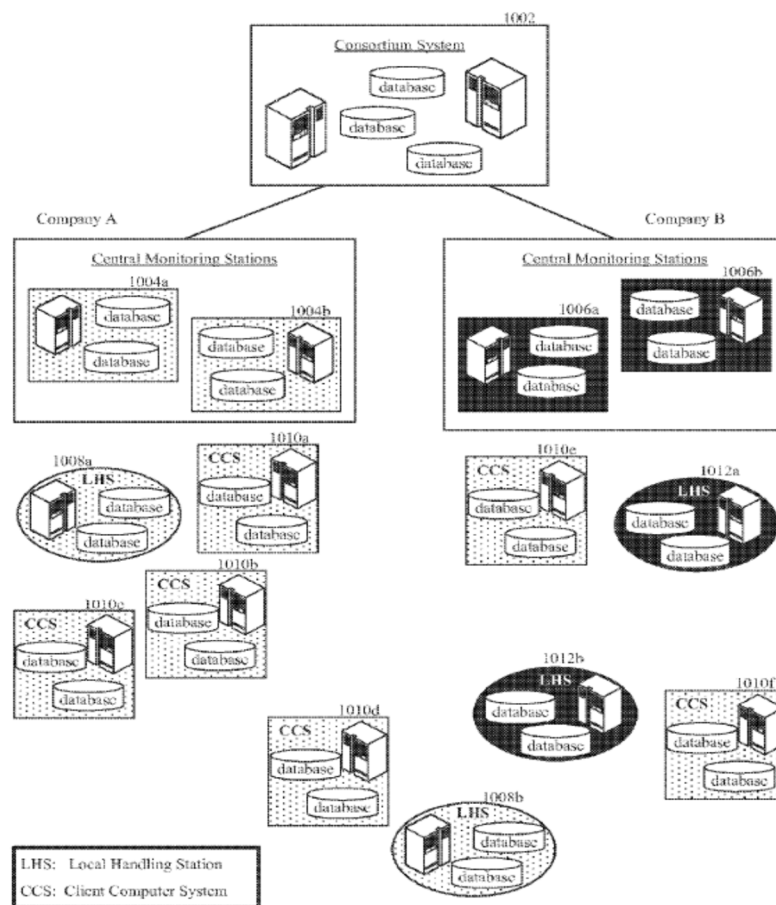 1002
Consortium System
database
database
database
Company A
Company B
Central Monitoring Stations
1004a
database
database
1004b
database
database
Central Monitoring Stations
1006b
database
database
1006a
database
database
1008a
LHS
database
database
1010a
CCS
database
database
1010e
CCS
database
database
1012a
LHS
database
database
1010b
CCS
database
database
1010c
CCS
database
database
1012b
LHS
database
database
1010f
CCS
database
database
1010d
CCS
database
database
1008b
LHS
database
database
LHS: Local Handling Station
CCS: Client Computer System